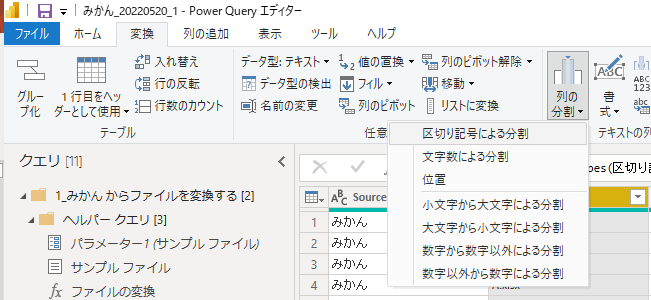 みかん_20220520_1 - Power Query エディター
ファイル ホーム 変換 列の追加 表示 ツール ヘルプ
グループ化
1 行目をヘッダーとして使用
入れ替え
行の反転
行数のカウント
テーブル
データ型: テキスト
データ型の検出
名前の変更
値の置換
フィル
列のピボット
列のピボット解除
移動
リストに変換
任意
列の分割
書式
ABC
123
テキストの列
区切り記号による分割
文字数による分割
位置
小文字から大文字による分割
大文字から小文字による分割
数字から数字以外による分割
数字以外から数字による分割
クエリ [11]
1_みかん からファイルを変換する [2]
ヘルパー クエリ [3]
パラメーター1 (サンプル ファイル)
サンプル ファイル
ファイルの変換
ABC Source
1 みかん
2 みかん
3 みかん
4 みかん